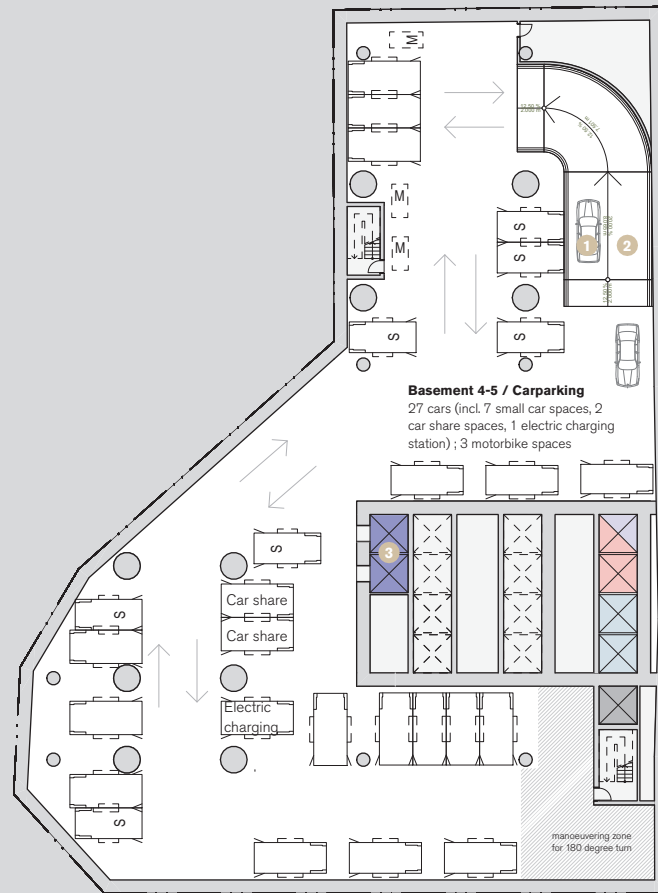 M
M
1
2
S
M
S
S
S
Basement 4-5 / Carparking
27 cars (incl. 7 small car spaces, 2
car share spaces, 1 electric charging
station) ; 3 motorbike spaces
S
3
Car share
S
Car share
Electric
charging
S
manoeuvering zone
for 180 degree turn